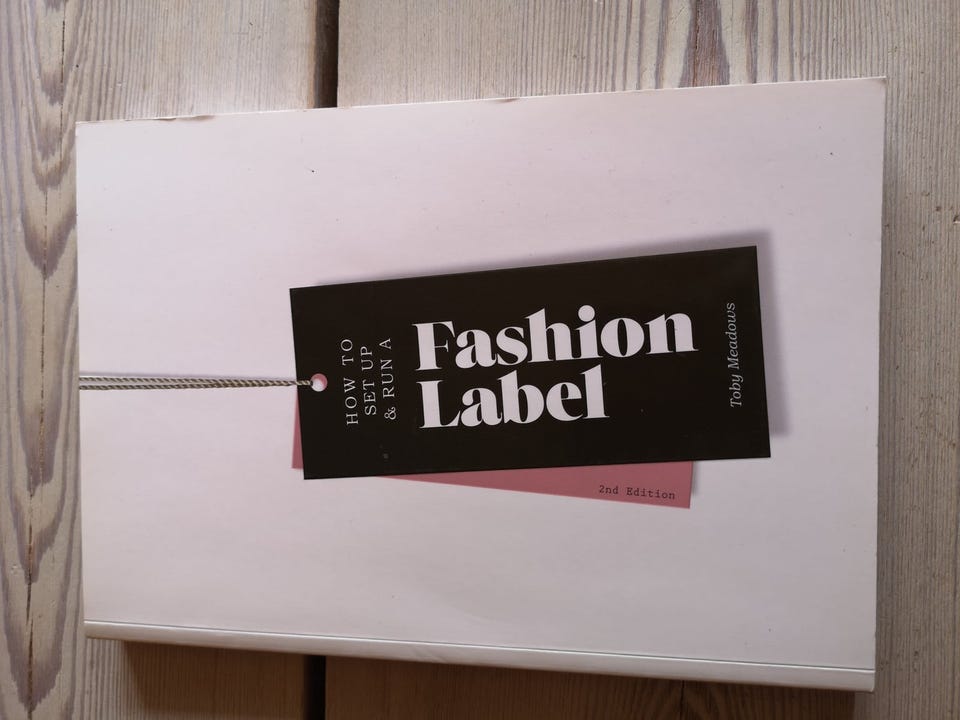 HOW TO
SET UP
& RUN A
Fashion
Label
Toby Meadows
2nd Edition